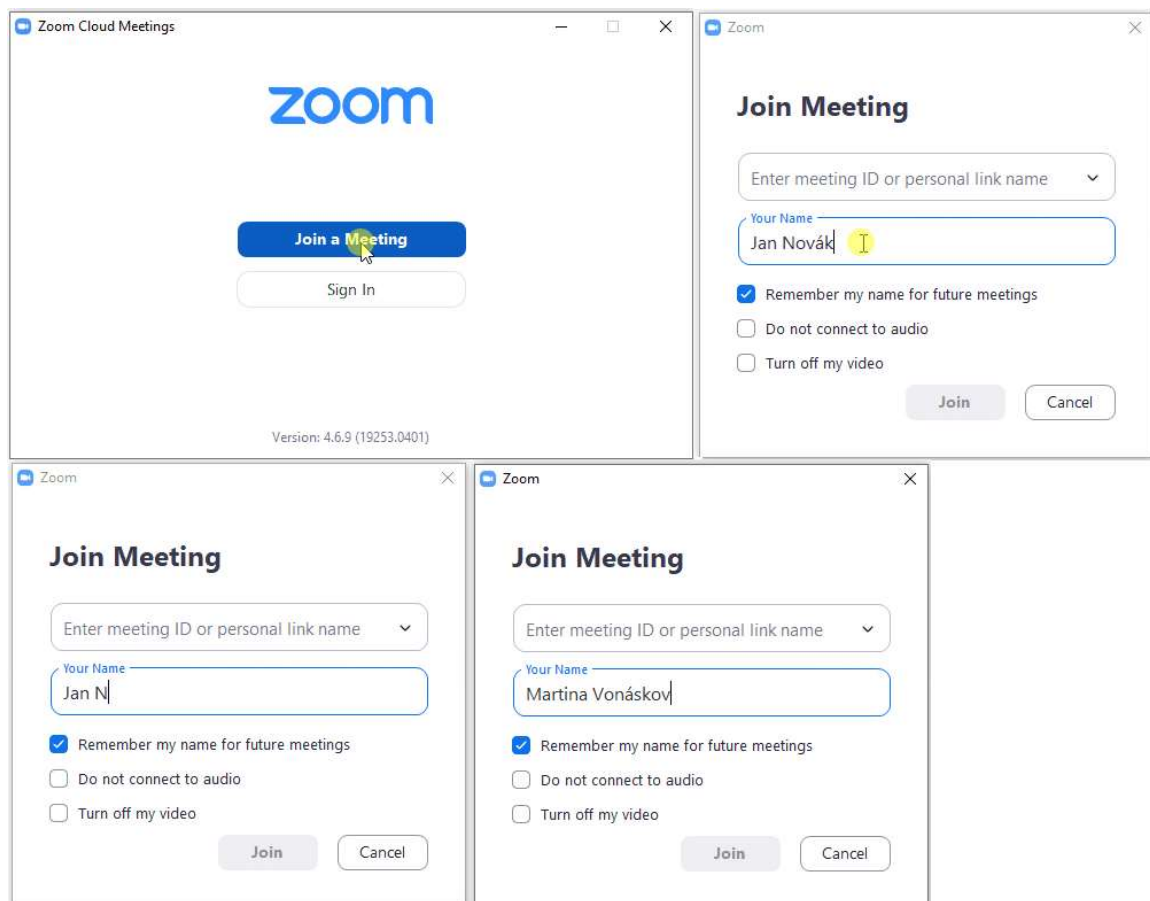 Zoom Cloud Meetings
zoom
Join a Meeting
Sign In
Version: 4.6.9 (19253.0401)
Zoom
Join Meeting
Enter meeting ID or personal link name
Your Name
Jan Novák
Remember my name for future meetings
Do not connect to audio
Turn off my video
Join Cancel
Zoom
Join Meeting
Enter meeting ID or personal link name
Your Name
Jan N
Remember my name for future meetings
Do not connect to audio
Turn off my video
Join Cancel
Zoom
Join Meeting
Enter meeting ID or personal link name
Your Name
Martina Vonáskov
Remember my name for future meetings
Do not connect to audio
Turn off my video
Join Cancel